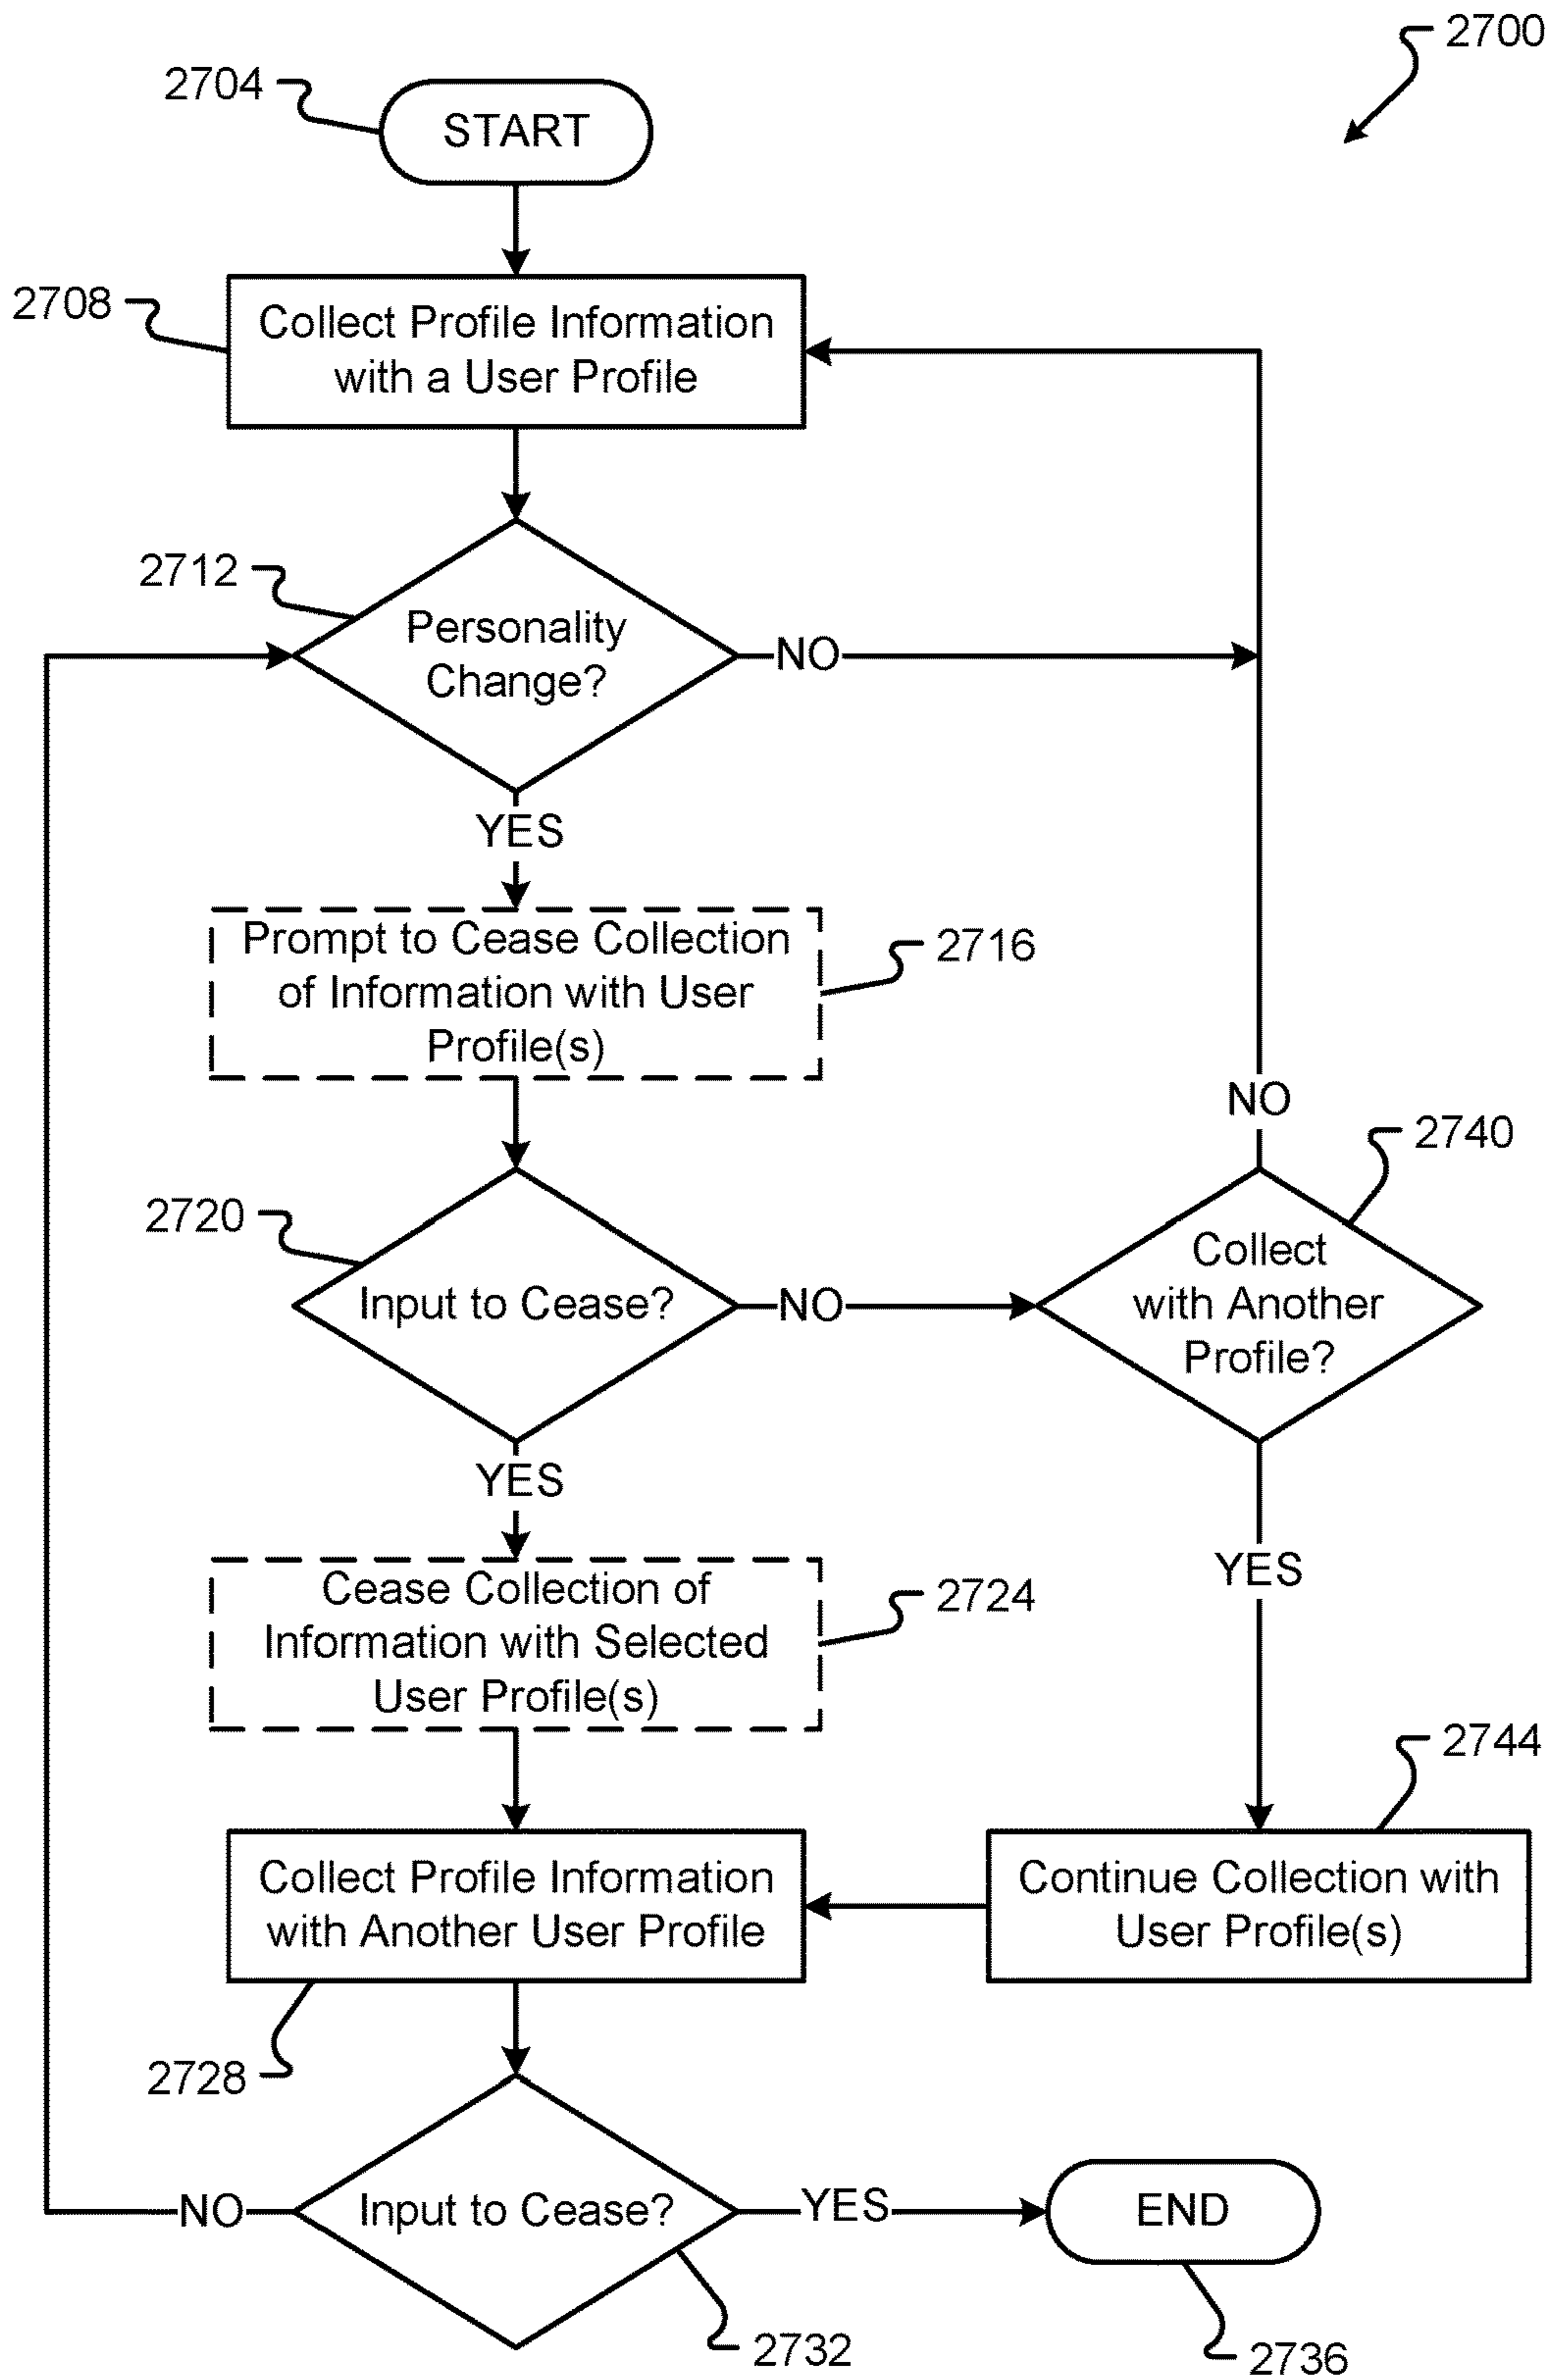 2700
2704
START
2708
Collect Profile Information
with a User Profile
2712
Personality
Change?
NO
YES
Prompt to Cease Collection
of Information with User
Profile(s)
2716
NO
2740
2720
Input to Cease?
NO
Collect
with Another
Profile?
YES
YES
Cease Collection of
Information with Selected
User Profile(s)
2724
2744
Collect Profile Information
with Another User Profile
Continue Collection with
User Profile(s)
2728
NO
Input to Cease?
YES
END
2732
2736